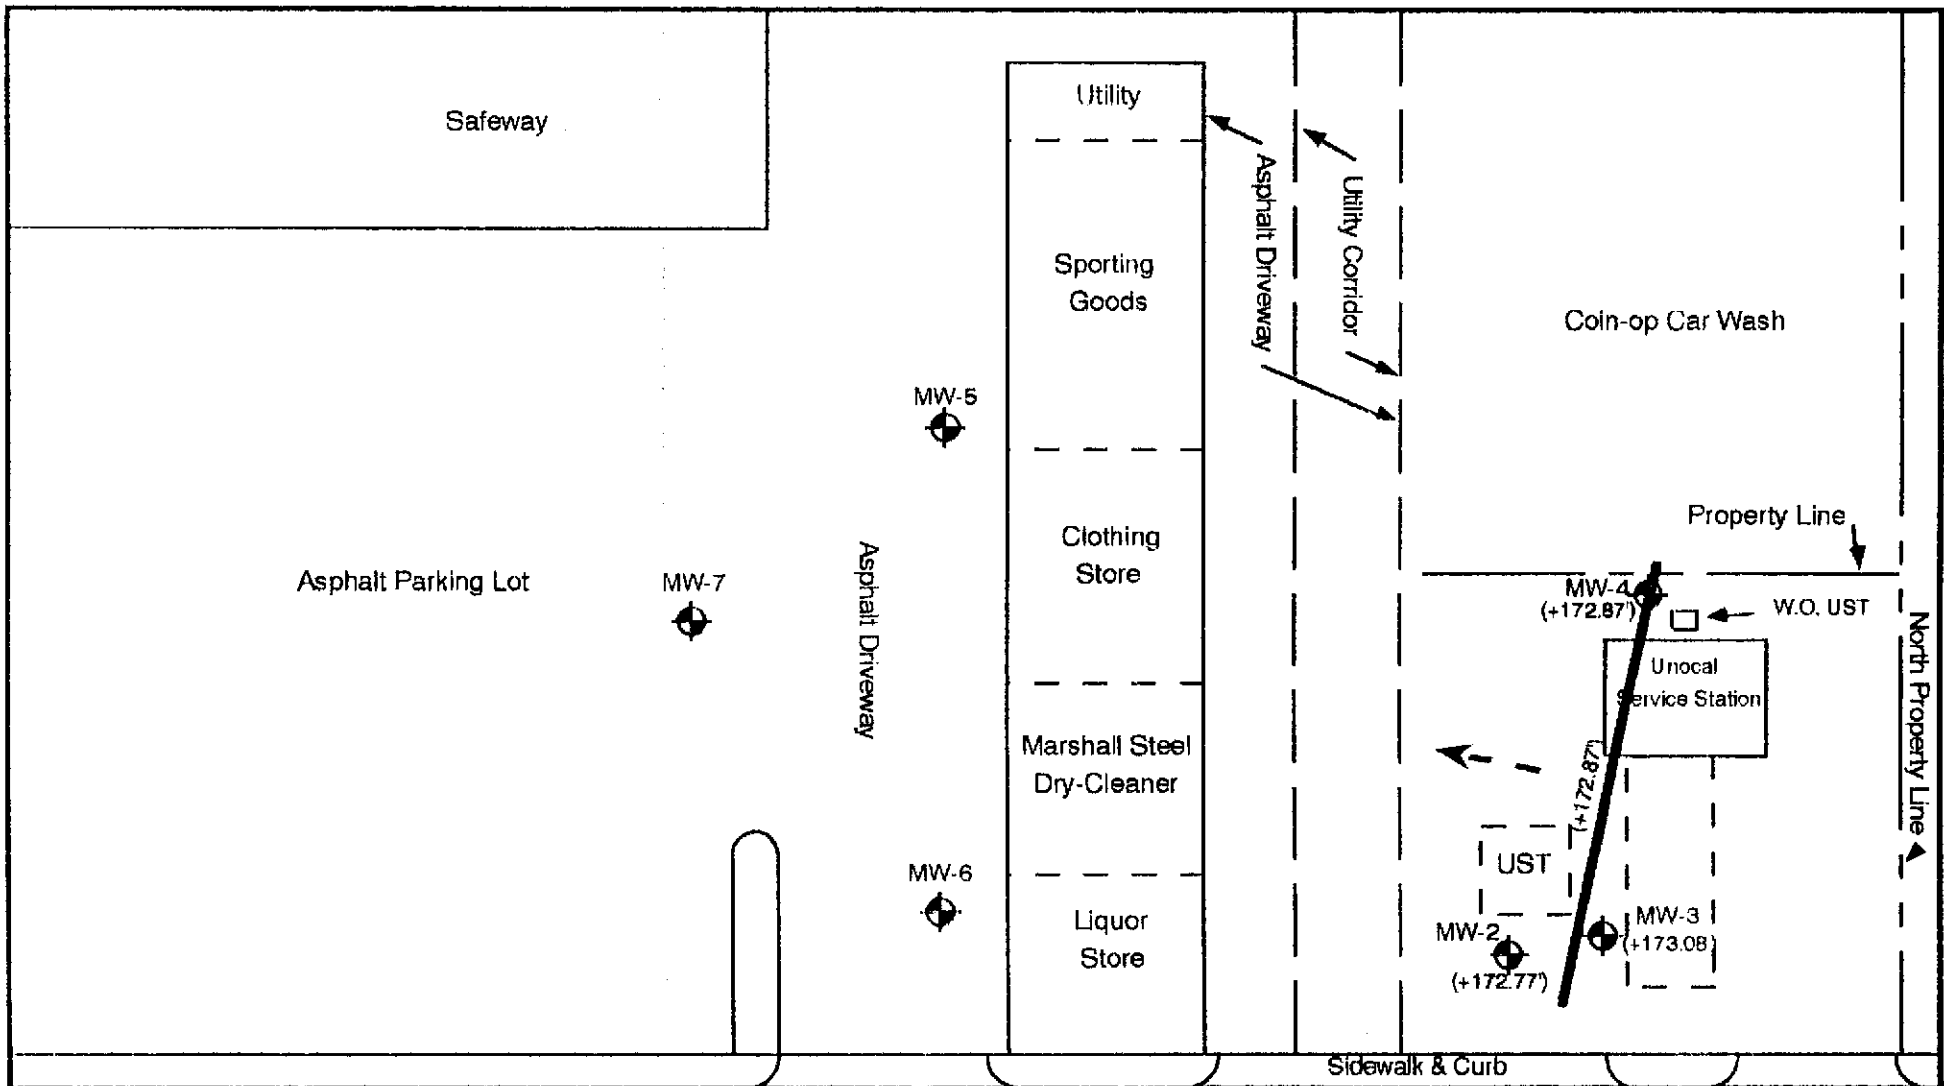 Safeway
Utility
Sporting
Goods
Asphalt Driveway
Utility Corridor
Coin-op Car Wash
MW-5
Clothing
Store
Property Line
Asphalt Parking Lot
MW-7
Asphalt Driveway
MW-4
(+172.87')
W.O. UST
North Property Line
Unocal
Service Station
Marshall Steel
Dry-Cleaner
(+172.87')
UST
MW-6
Liquor
Store
MW-2
(+172.77')
MW-3
(+173.08)
Sidewalk & Curb